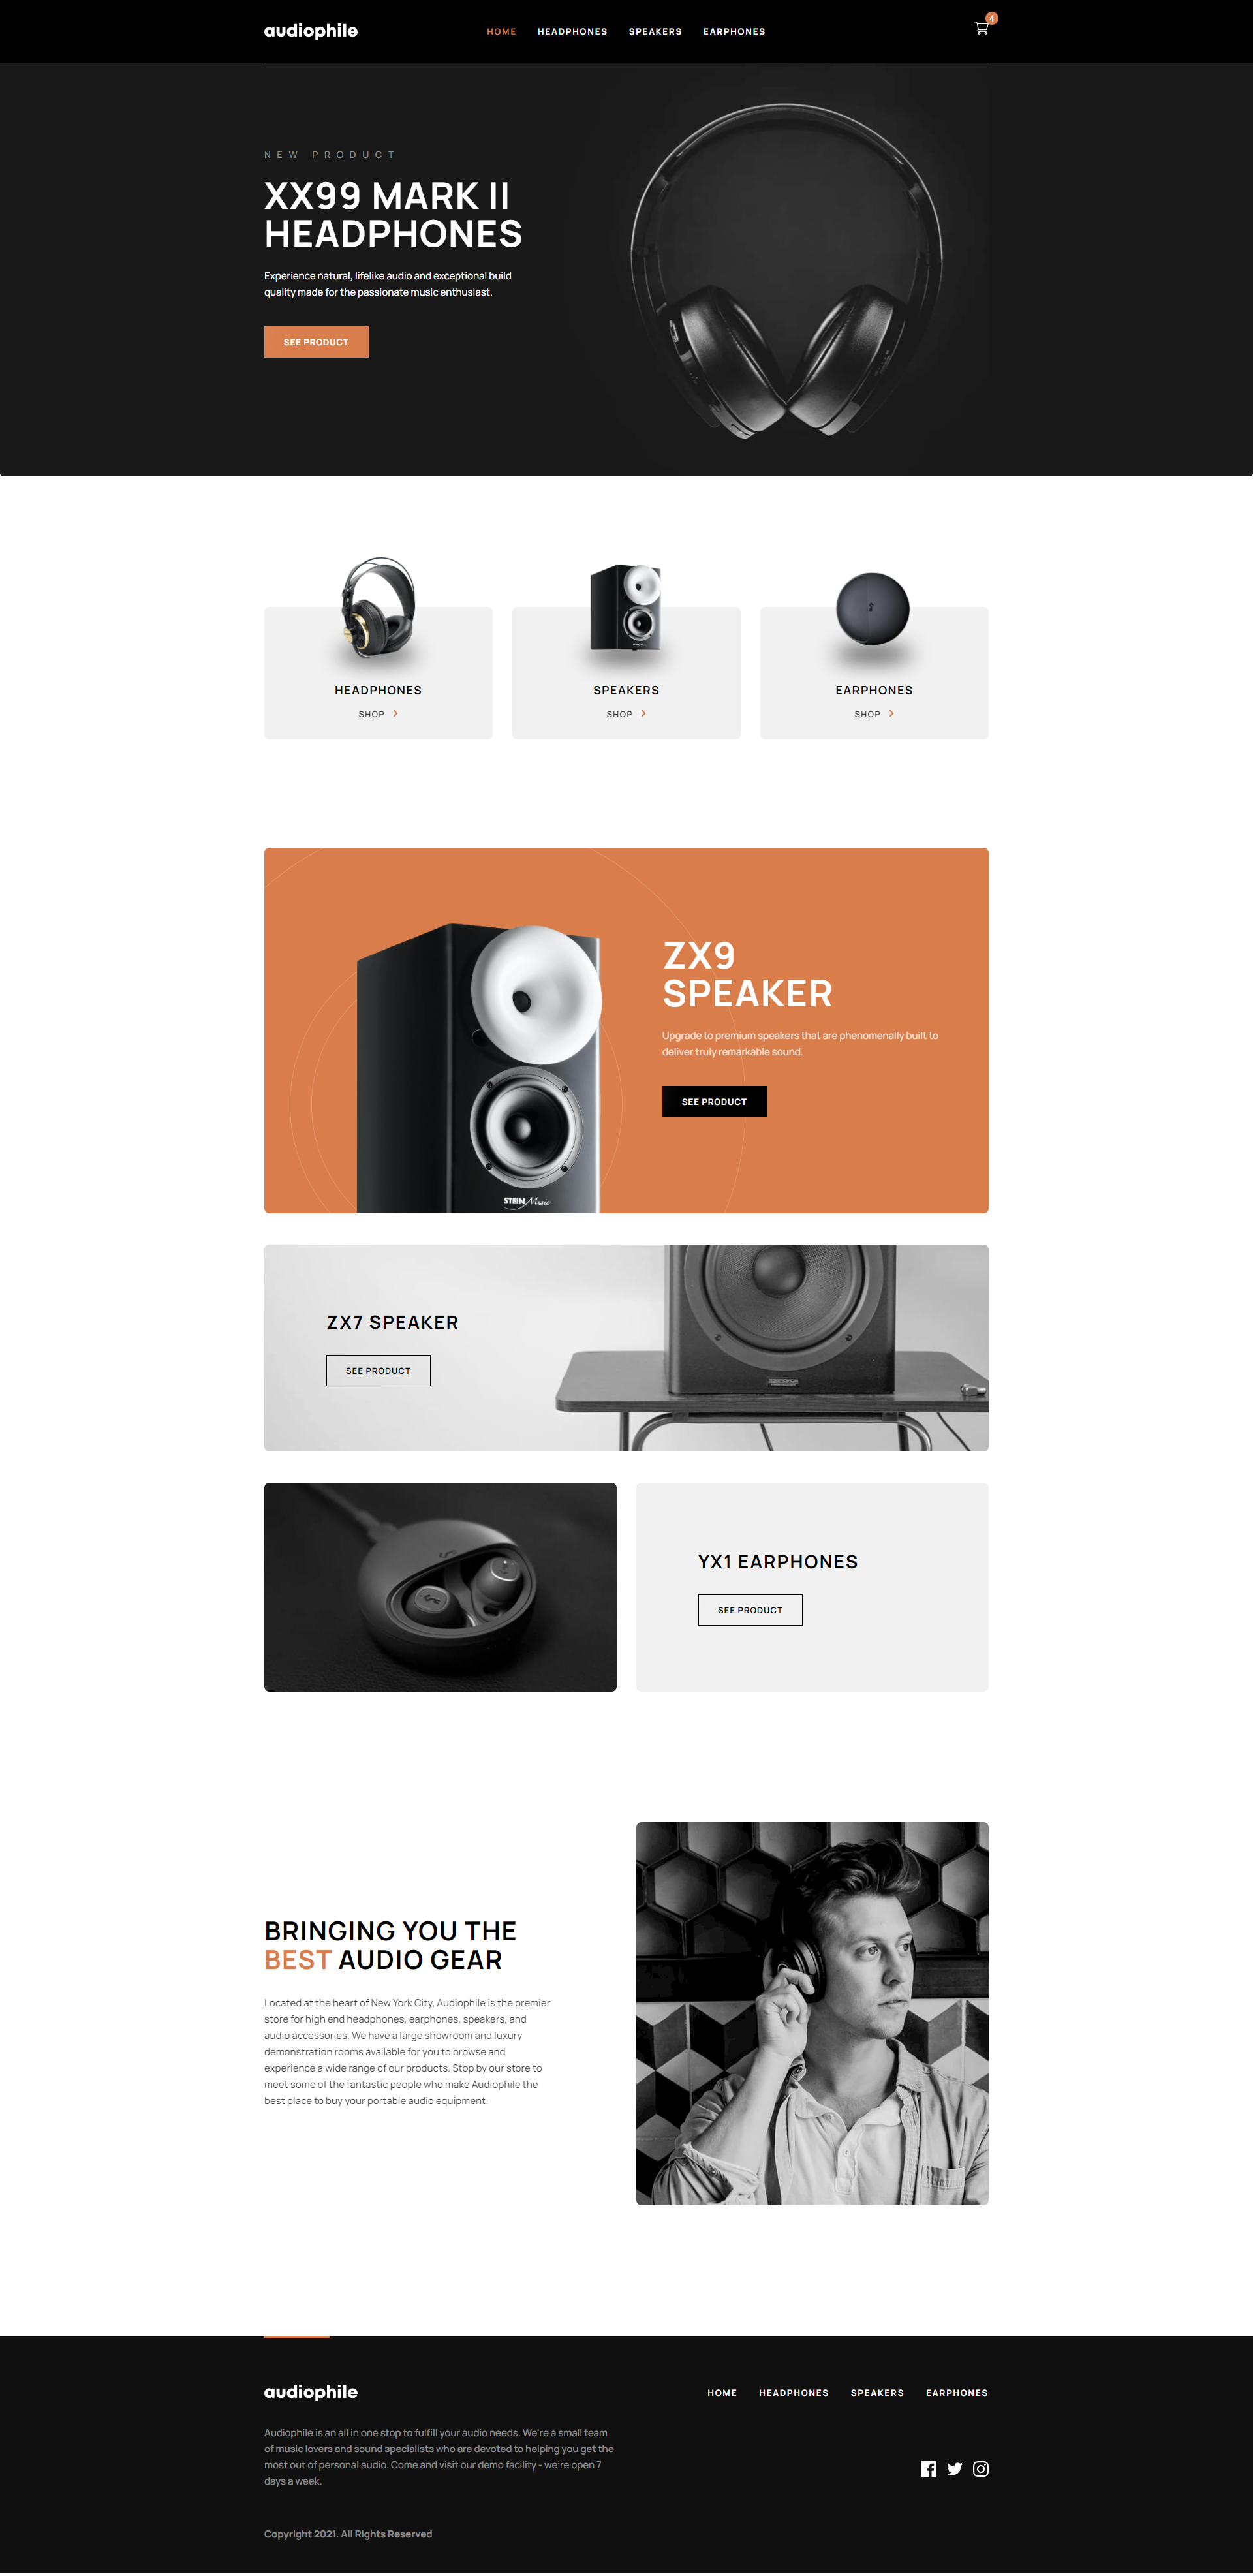 audiophile
HOME HEADPHONES SPEAKERS EARPHONES
4
NEW PRODUCT
XX99 MARK II
HEADPHONES
Experience natural, lifelike audio and exceptional build
quality made for the passionate music enthusiast.
SEE PRODUCT
HEADPHONES
SHOP
SPEAKERS
SHOP
EARPHONES
SHOP
ZX9
SPEAKER
Upgrade to premium speakers that are phenomenally built to
deliver truly remarkable sound.
SEE PRODUCT
STEIN Music
ZX7 SPEAKER
SEE PRODUCT
YX1 EARPHONES
SEE PRODUCT
BRINGING YOU THE
BEST AUDIO GEAR
Located at the heart of New York City, Audiophile is the premier
store for high end headphones, earphones, speakers, and
audio accessories. We have a large showroom and luxury
demonstration rooms available for you to browse and
experience a wide range of our products. Stop by our store to
meet some of the fantastic people who make Audiophile the
best place to buy your portable audio equipment.
audiophile
HOME HEADPHONES SPEAKERS EARPHONES
Audiophile is an all in one stop to fulfill your audio needs. We're a small team
of music lovers and sound specialists who are devoted to helping you get the
most out of personal audio. Come and visit our demo facility - we're open 7
days a week.
Copyright 2021. All Rights Reserved